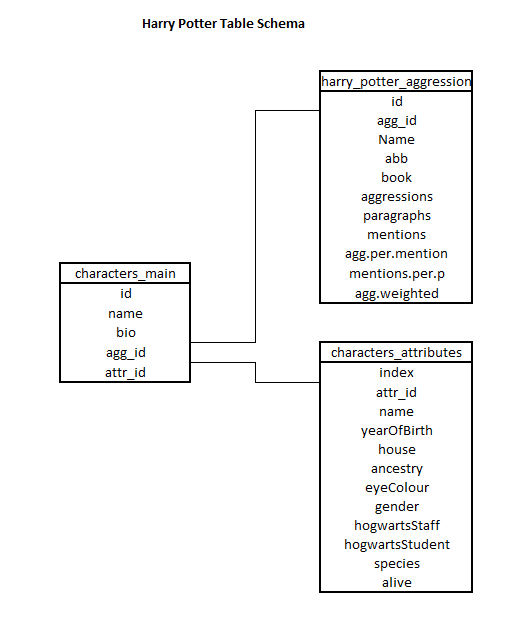 Harry Potter Table Schema
harry_potter_aggression
id
agg_id
Name
abb
book
aggressions
paragraphs
mentions
agg.per.mention
mentions.per.p
agg.weighted
characters_main
id
name
bio
agg_id
attr_id
characters_attributes
index
attr_id
name
yearOfBirth
house
ancestry
eyeColour
gender
hogwartsStaff
hogwartsStudent
species
alive